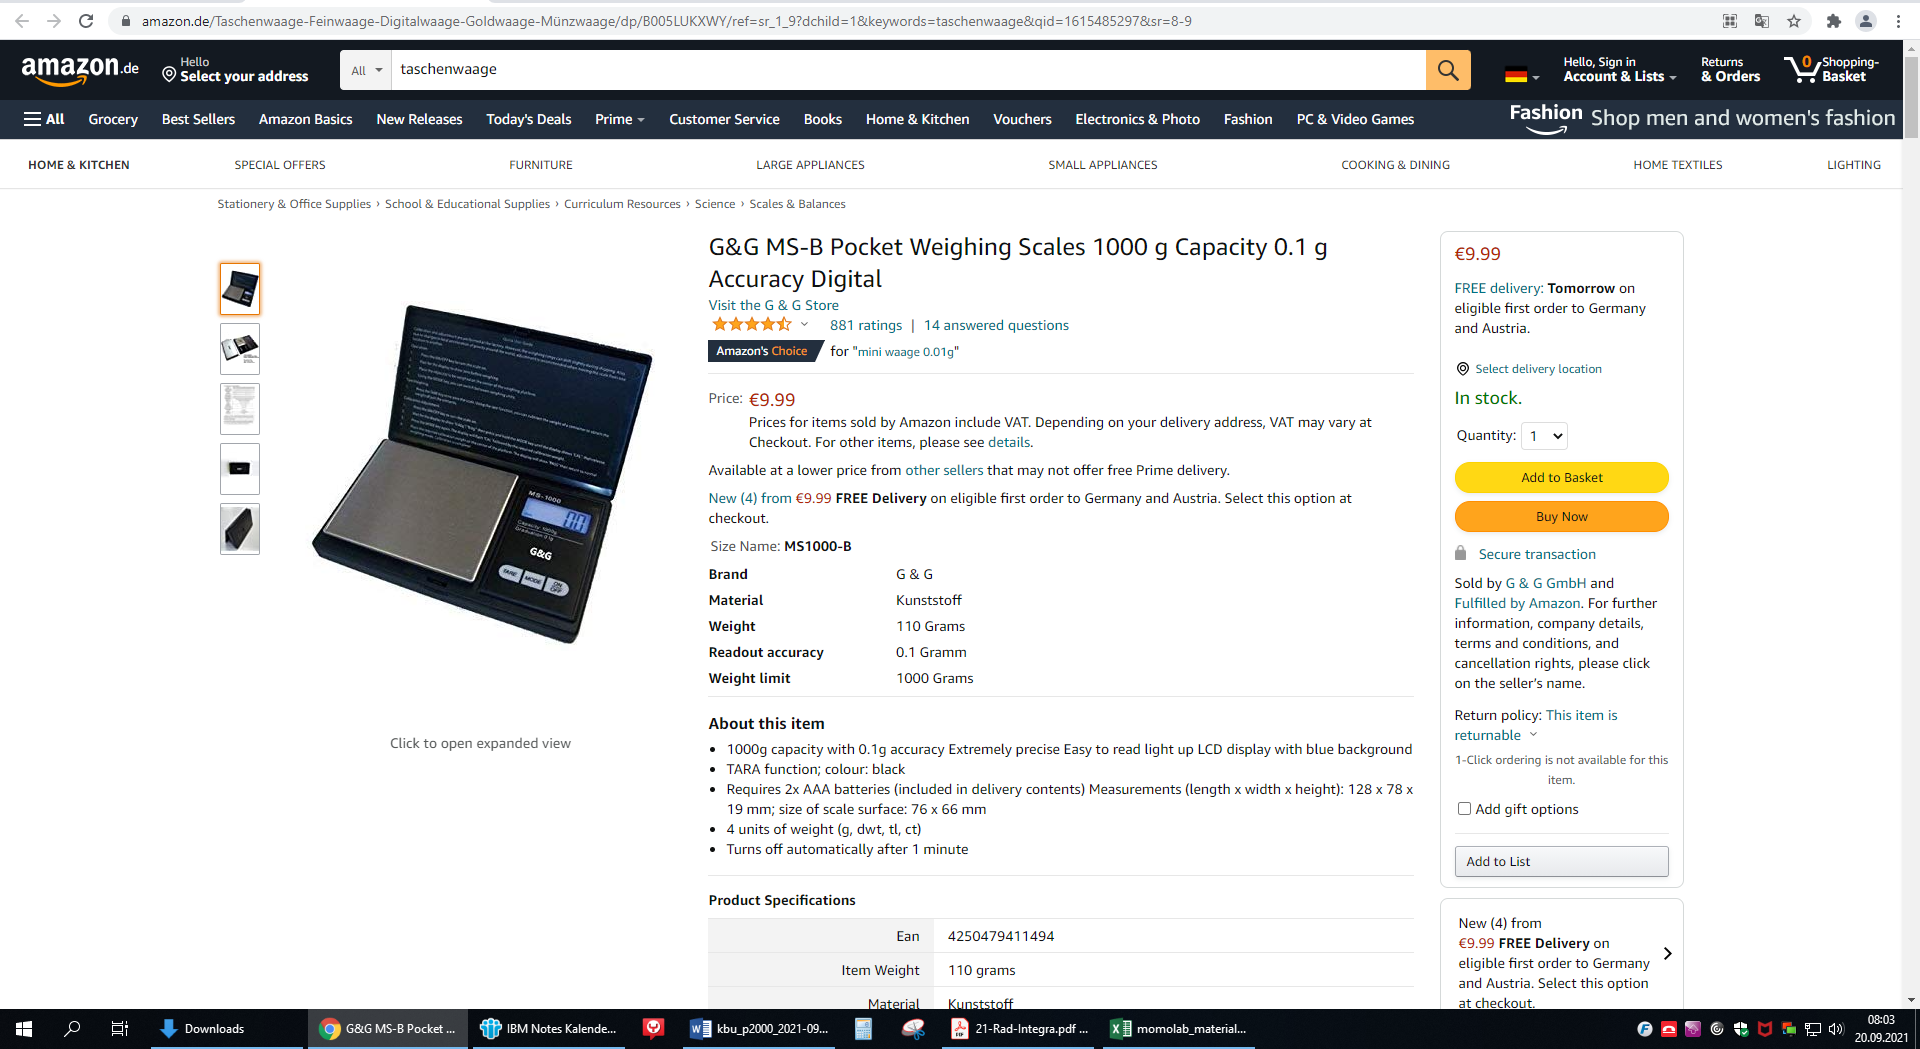 amazon.de/Taschenwaage-Feinwaage-Digitalwaage-Goldwaage-Münzwaage/dp/B005LUKXWY/ref=sr_1_9?dchild=1&keywords=taschenwaage&qid=1615485297&sr=8-9
amazon.de
Hello
Select your address
All
taschenwaage
Hello, Sign in
Account & Lists
Returns
& Orders
0
Shopping-
Basket
All Grocery Best Sellers Amazon Basics New Releases Today's Deals Prime Customer Service Books Home & Kitchen Vouchers Electronics & Photo Fashion PC & Video Games
Fashion Shop men and women's fashion
HOME & KITCHEN SPECIAL OFFERS FURNITURE LARGE APPLIANCES SMALL APPLIANCES COOKING & DINING HOME TEXTILES LIGHTING
Stationery & Office Supplies › School & Educational Supplies › Curriculum Resources › Science › Scales & Balances
MS-1000
0.0
Capacity 1000g
Graduation 0.1g
G&G
TARE MODE ON OFF
Click to open expanded view
G&G MS-B Pocket Weighing Scales 1000 g Capacity 0.1 g
Accuracy Digital
Visit the G & G Store
881 ratings | 14 answered questions
Amazon's Choice for "mini waage 0.01g"
Price: €9.99
Prices for items sold by Amazon include VAT. Depending on your delivery address, VAT may vary at
Checkout. For other items, please see details.
Available at a lower price from other sellers that may not offer free Prime delivery.
New (4) from €9.99 FREE Delivery on eligible first order to Germany and Austria. Select this option at
checkout.
Size Name: MS1000-B
Brand G & G
Material Kunststoff
Weight 110 Grams
Readout accuracy 0.1 Gramm
Weight limit 1000 Grams
About this item
• 1000g capacity with 0.1g accuracy Extremely precise Easy to read light up LCD display with blue background
• TARA function; colour: black
• Requires 2x AAA batteries (included in delivery contents) Measurements (length x width x height): 128 x 78 x
19 mm; size of scale surface: 76 x 66 mm
• 4 units of weight (g, dwt, tl, ct)
• Turns off automatically after 1 minute
Product Specifications
Ean 4250479411494
Item Weight 110 grams
Material Kunststoff
€9.99
FREE delivery: Tomorrow on
eligible first order to Germany
and Austria.
Select delivery location
In stock.
Quantity: 1
Add to Basket
Buy Now
Secure transaction
Sold by G & G GmbH and
Fulfilled by Amazon. For further
information, company details,
terms and conditions, and
cancellation rights, please click
on the seller's name.
Return policy: This item is
returnable
1-Click ordering is not available for this
item.
Add gift options
Add to List
New (4) from
€9.99 FREE Delivery on
eligible first order to Germany
and Austria. Select this option
at checkout.
Downloads
G&G MS-B Pocket ...
IBM Notes Kalende...
kbu_p2000_2021-09...
21-Rad-Integra.pdf ...
momolab_material...
08:03
20.09.2021